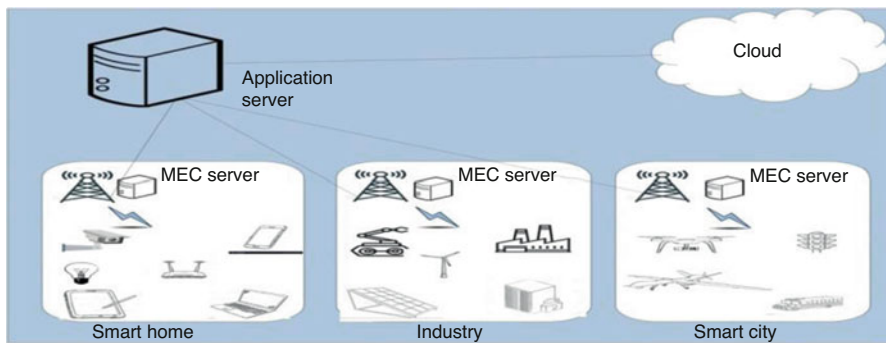 Cloud
Application
server
MEC server
MEC server
MEC server
Smart home
Industry
Smart city